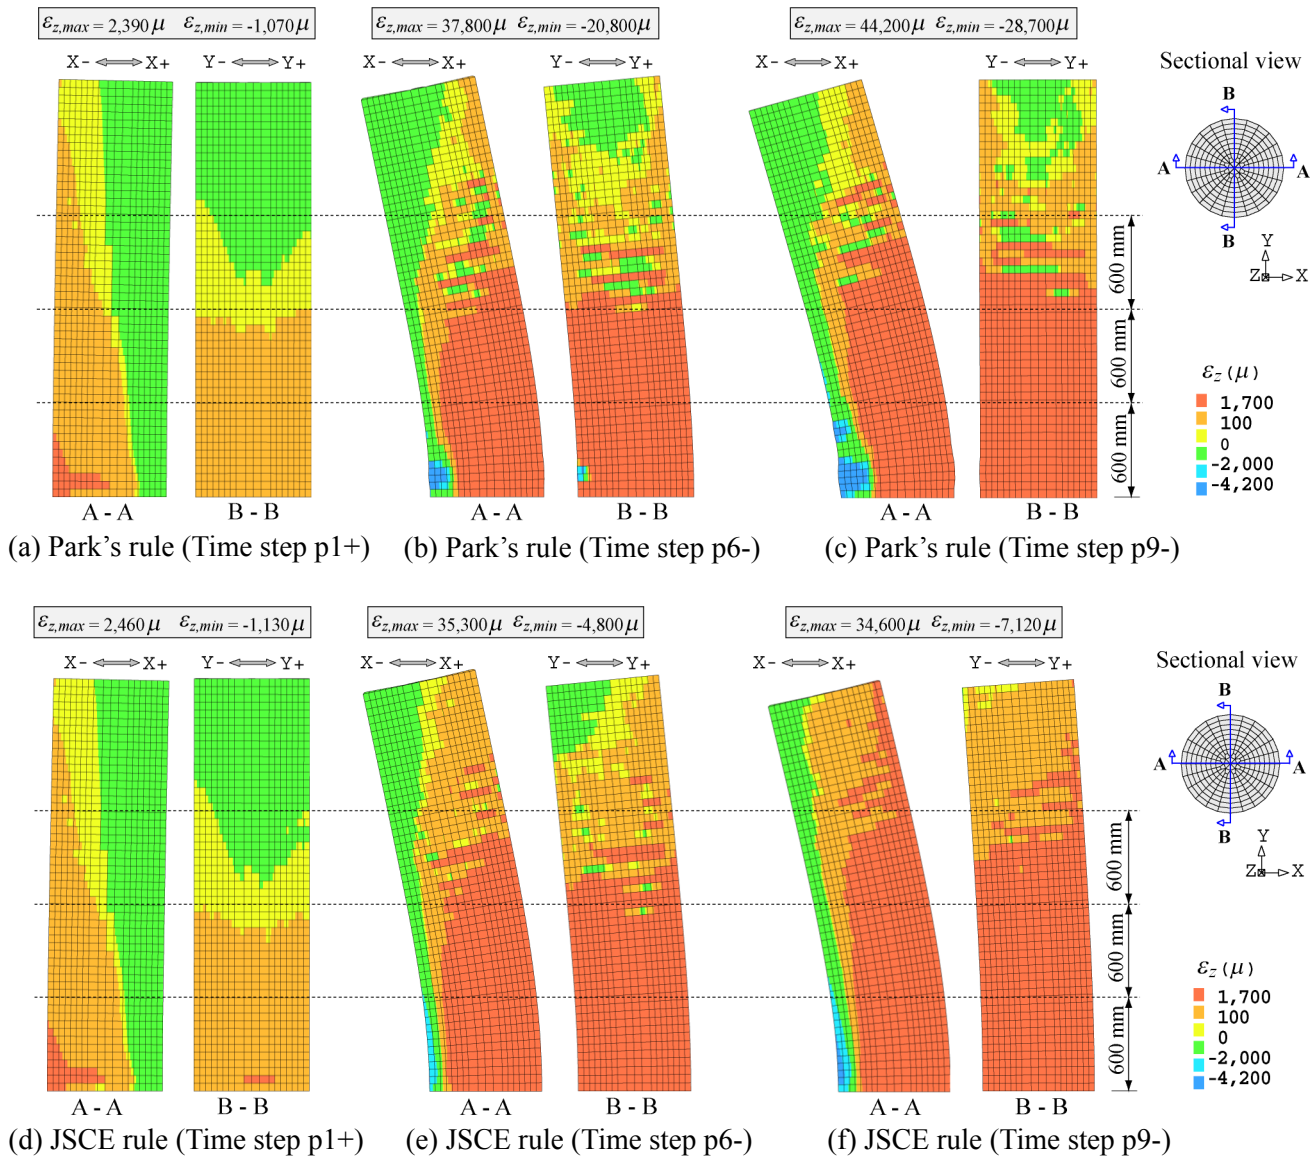 εz,max = 2,390μ εz,min = -1,070μ
εz,max = 37,800μ εz,min = -20,800μ
εz,max = 44,200μ εz,min = -28,700μ
X- X+
Y- Y+
X- X+
Y- Y+
X- X+
Y- Y+
Sectional view
B
A A
B
Y
Z X
600 mm
600 mm
600 mm
εz (μ)
1,700
100
0
-2,000
-4,200
A - A
B - B
A - A
B - B
A - A
B - B
(a) Park's rule (Time step p1+)
(b) Park's rule (Time step p6-)
(c) Park's rule (Time step p9-)
εz,max = 2,460μ εz,min = -1,130μ
εz,max = 35,300μ εz,min = -4,800μ
εz,max = 34,600μ εz,min = -7,120μ
X- X+
Y- Y+
X- X+
Y- Y+
X- X+
Y- Y+
Sectional view
B
A A
B
Y
Z X
600 mm
600 mm
600 mm
εz (μ)
1,700
100
0
-2,000
-4,200
A - A
B - B
A - A
B - B
A - A
B - B
(d) JSCE rule (Time step p1+)
(e) JSCE rule (Time step p6-)
(f) JSCE rule (Time step p9-)